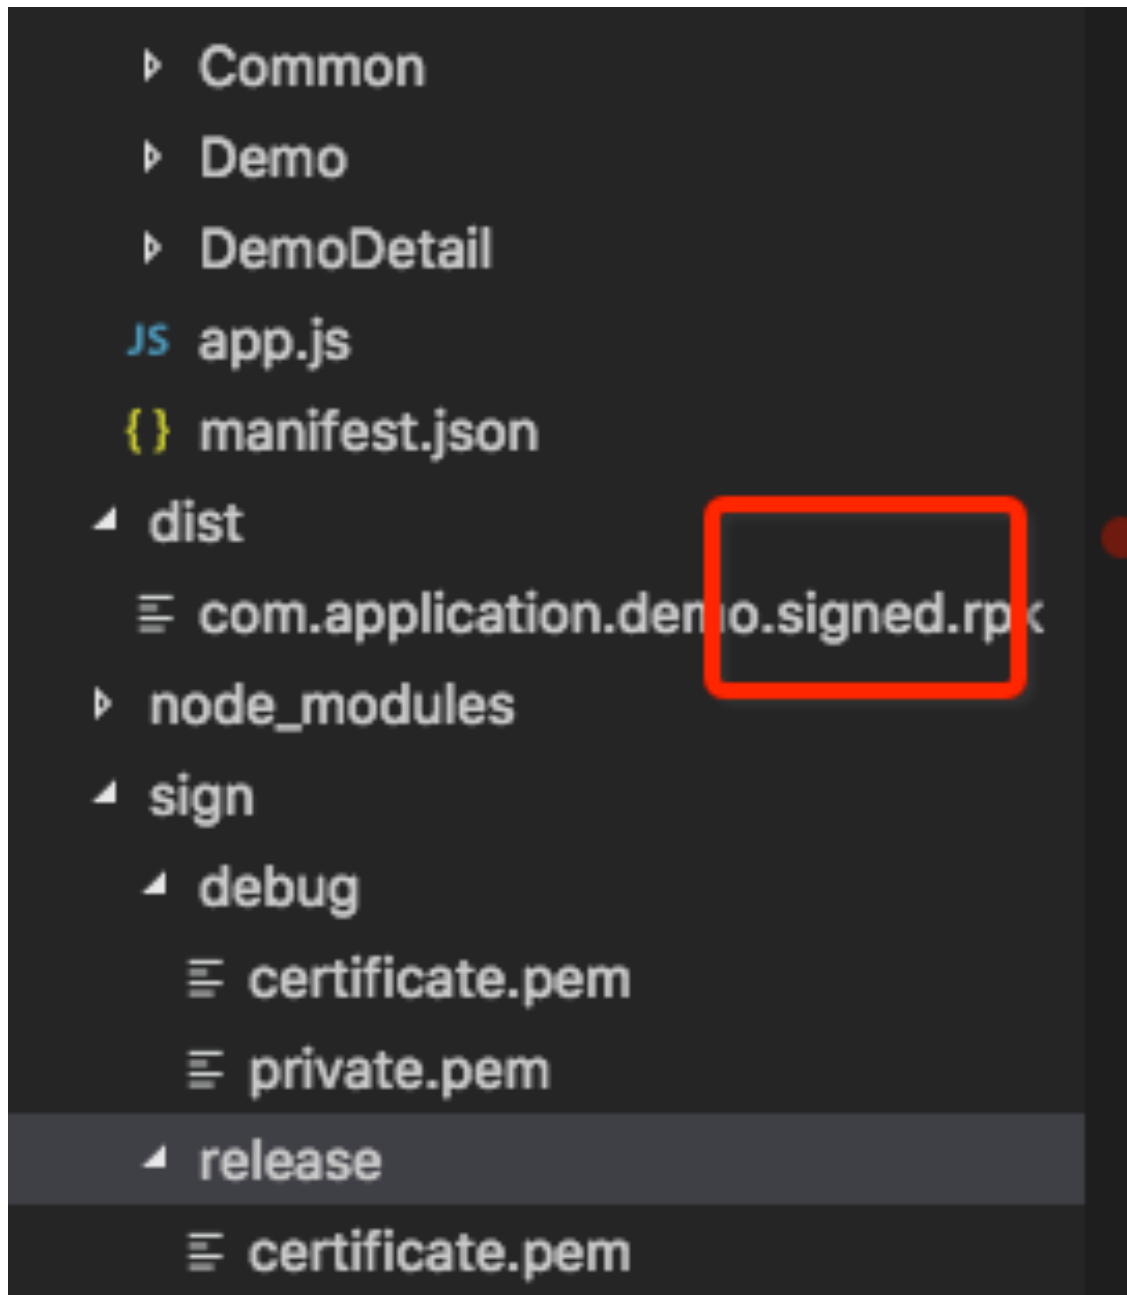 Common
Demo
DemoDetail
JS app.js
{} manifest.json
dist
com.application.demo.signed.rpk
node_modules
sign
debug
certificate.pem
private.pem
release
certificate.pem